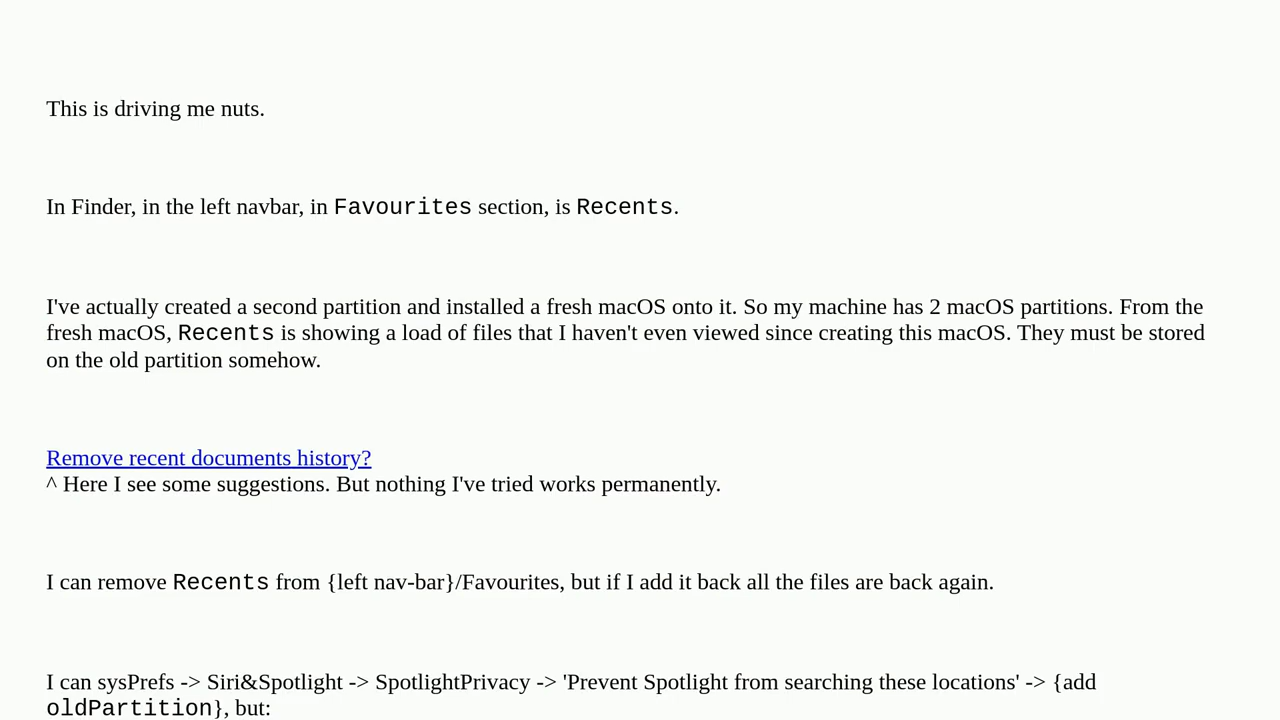 This is driving me nuts.
In Finder, in the left navbar, in Favourites section, is Recents.
I've actually created a second partition and installed a fresh macOS onto it. So my machine has 2 macOS partitions. From the
fresh macOS, Recents is showing a load of files that I haven't even viewed since creating this macOS. They must be stored
on the old partition somehow.
Remove recent documents history?
^ Here I see some suggestions. But nothing I've tried works permanently.
I can remove Recents from {left nav-bar}/Favourites, but if I add it back all the files are back again.
I can sysPrefs -> Siri&Spotlight -> SpotlightPrivacy -> 'Prevent Spotlight from searching these locations' -> {add
oldPartition}, but: